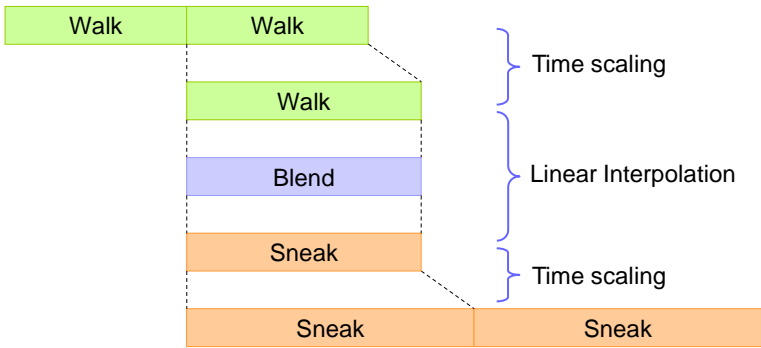 Walk Walk
Time scaling
Walk
Blend Linear Interpolation
Sneak
Time scaling
Sneak Sneak